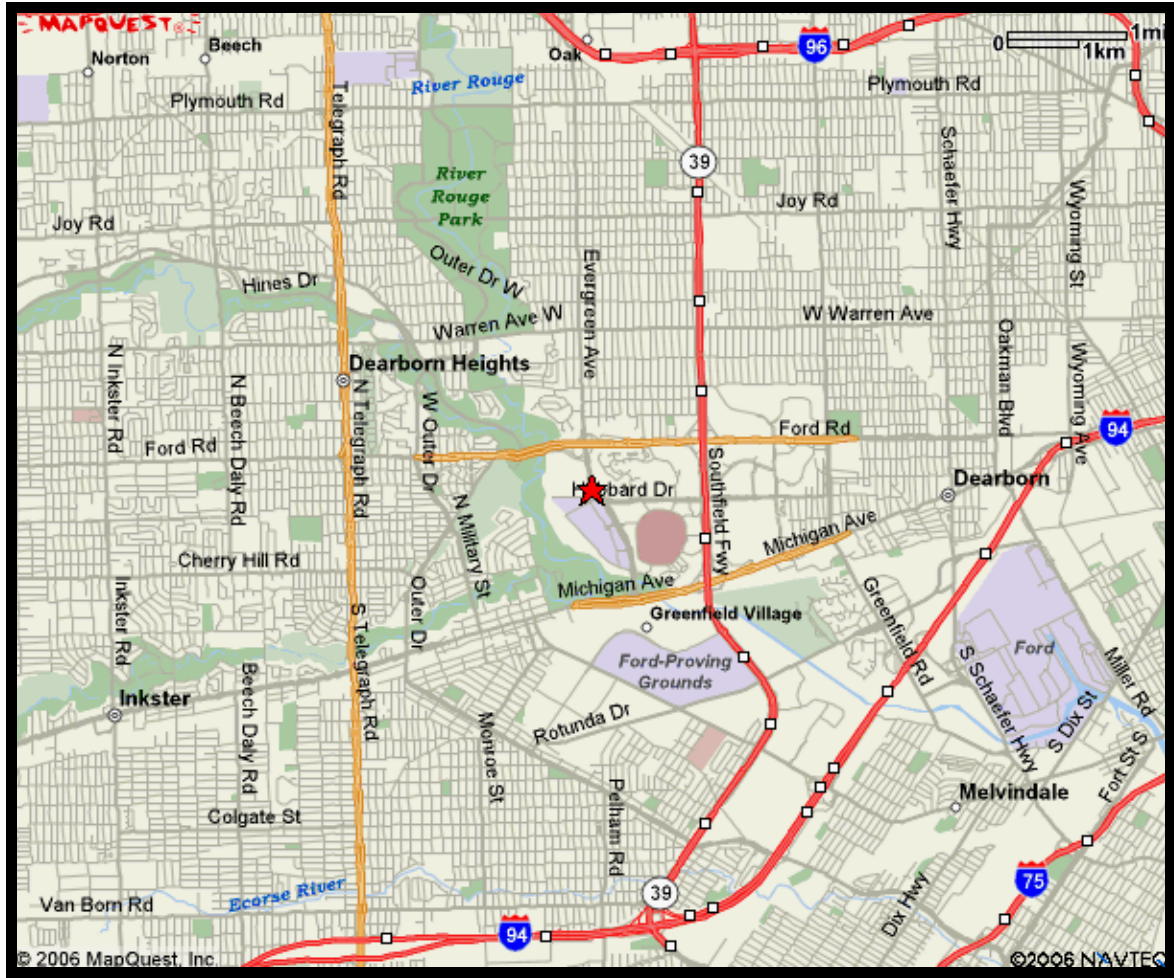 MAPQUEST
Norton
Beech
Oak
96
0
1mi
1km
River Rouge
Plymouth Rd
Plymouth Rd
Telegraph Rd
39
Schaefer Hwy
River
Rouge
Park
Joy Rd
Joy Rd
Wyoming St
Outer Dr W
Evergreen Ave
Hines Dr
Warren Ave W
W Warren Ave
Dearborn Heights
N Inkster Rd
N Beech Daly Rd
N Telegraph Rd
W Outer Dr
Oakman Blvd
Wyoming Ave
94
Ford Rd
Ford Rd
Southfield Fwy
Dearborn
Hubbard Dr
N Military St
Michigan Ave
Cherry Hill Rd
Michigan Ave
Inkster Rd
Outer Dr
S Telegraph Rd
Greenfield Village
Greenfield Rd
Ford-Proving
Grounds
Ford
S Schaefer Hwy
Miller Rd
Inkster
Beech Daly Rd
Monroe St
Rotunda Dr
S Dix St
Fort St S
Melvindale
Colgate St
Pelham Rd
75
Ecorse River
39
Van Born Rd
94
Dix Hwy
© 2006 MapQuest, Inc.
©2006 NAVTEQ